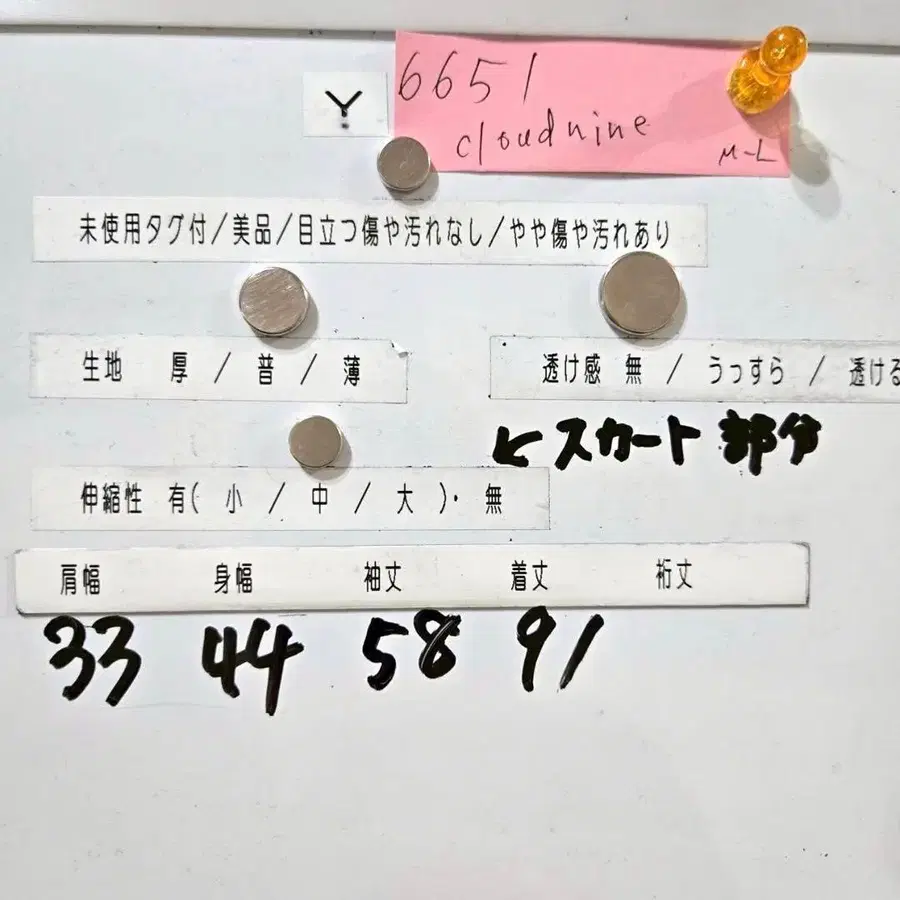 Y 6651
cloudnine
M-L
未使用タグ付/美品/目立つ傷や汚れなし/やや傷や汚れあり
生地 厚 / 普 / 薄 透け感 無 / うっすら / 透ける
↙スカート部分
伸縮性 有( 小 / 中 / 大 )・無
肩幅 身幅 袖丈 着丈 裄丈
33 44 58 91